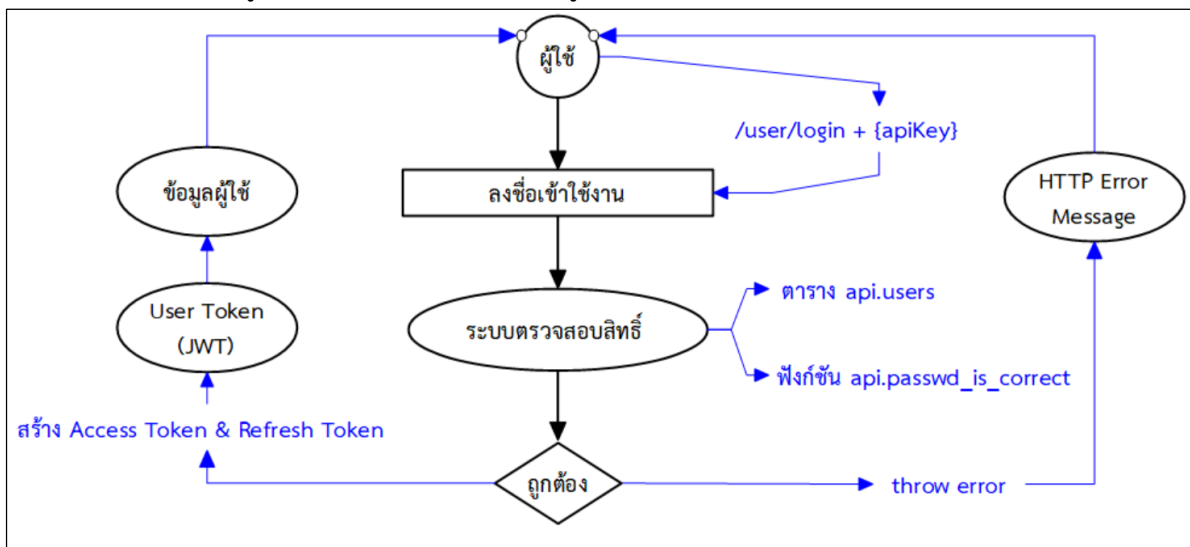 ผู้ใช้
/user/login + {apiKey}
ลงชื่อเข้าใช้งาน
ข้อมูลผู้ใช้
HTTP Error
Message
User Token
(JWT)
ระบบตรวจสอบสิทธิ์
ตาราง api.users
ฟังก์ชัน api.passwd_is_correct
สร้าง Access Token & Refresh Token
ถูกต้อง
throw error